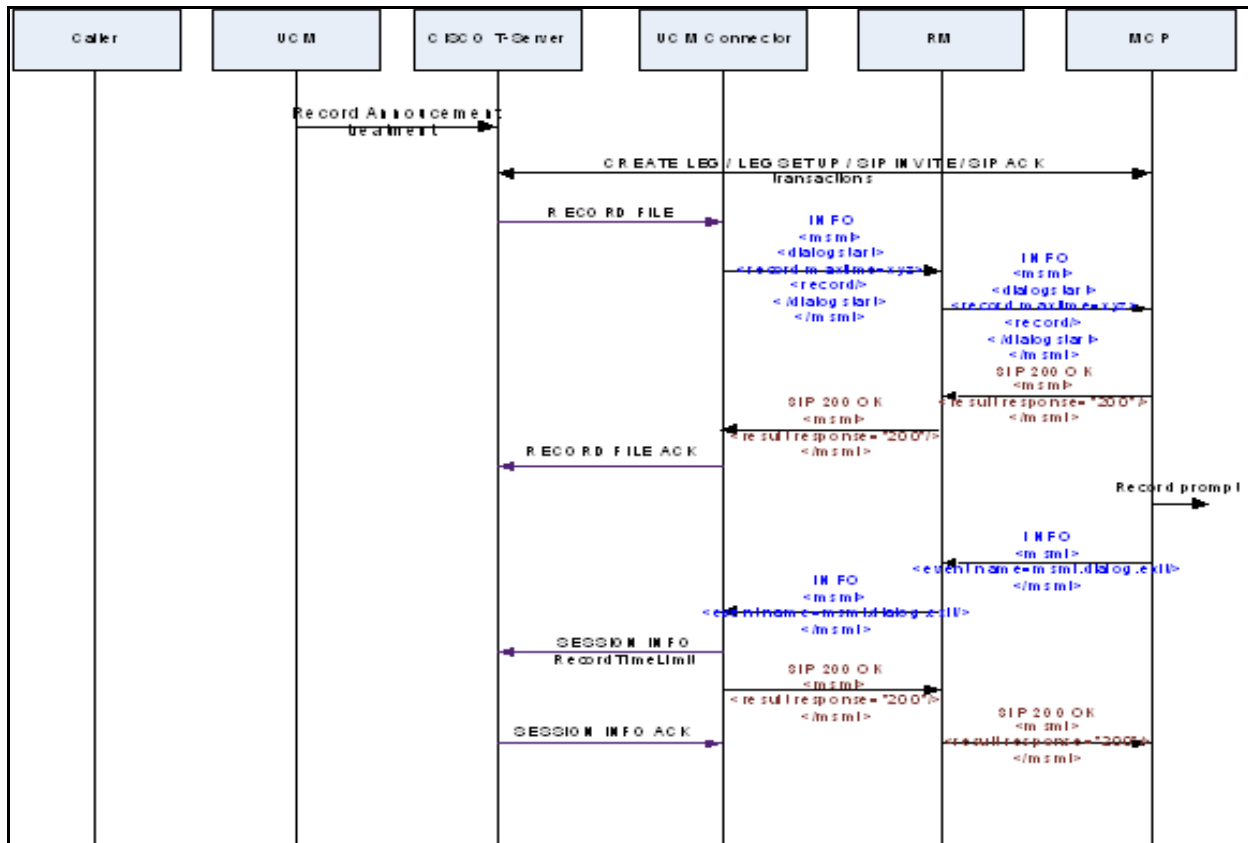 Caller
UCM
CISCO T-Server
UCM Connector
RM
MCP
Record Annoucement
treatment
CREATE LEG / LEG SETUP / SIP INVITE/SIP ACK
Transactions
RECORD FILE
INFO
<msml>
<dialogstart>
<record maxtime=xyz>
<record/>
</dialogstart>
</msml>
INFO
<msml>
<dialogstart>
<record maxtime=xyz>
<record/>
</dialogstart>
</msml>
SIP 200 OK
<msml>
<result response="200"/>
</msml>
SIP 200 OK
<msml>
<result response="200"/>
</msml>
RECORD FILE ACK
Record prompt
INFO
<msml>
<event name=msml.dialog.exit/>
</msml>
INFO
<msml>
<event name=msml/dialog.exit/>
</msml>
SESSION INFO
RecordTimeLimit
SIP 200 OK
<msml>
<result response="200"/>
</msml>
SESSION INFO ACK
SIP 200 OK
<msml>
<result response="200"/>
</msml>